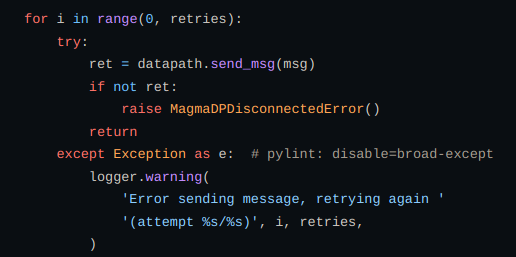 for i in range(0, retries):
    try:
        ret = datapath.send_msg(msg)
        if not ret:
            raise MagmaDPDisconnectedError()
        return
    except Exception as e:  # pylint: disable=broad-except
        logger.warning(
            'Error sending message, retrying again '
            '(attempt %s/%s)', i, retries,
        )